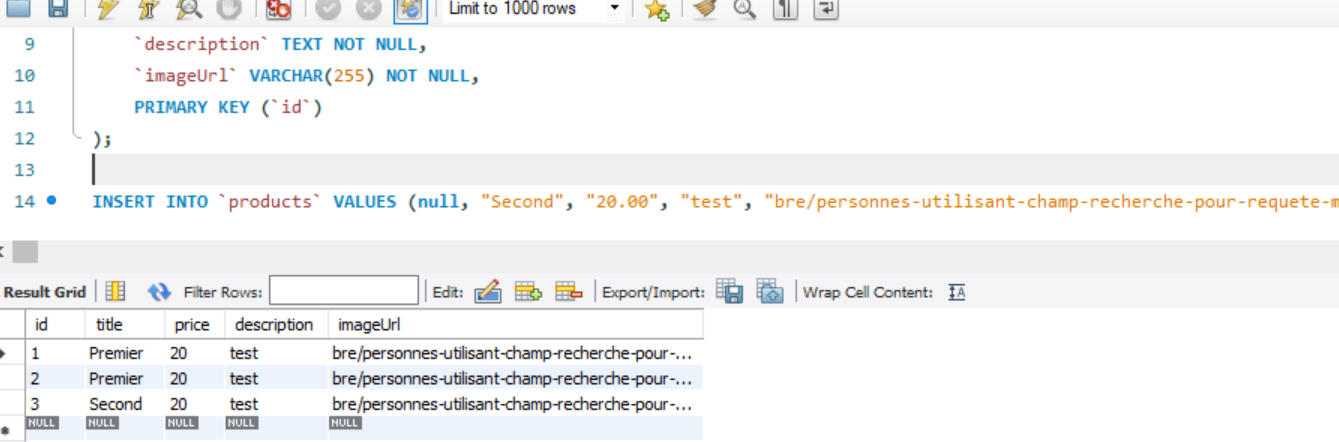 Limit to 1000 rows
9 `description` TEXT NOT NULL,
10 `imageUrl` VARCHAR(255) NOT NULL,
11 PRIMARY KEY (`id`)
12 );
13
14 INSERT INTO `products` VALUES (null, "Second", "20.00", "test", "bre/personnes-utilisant-champ-recherche-pour-requete-m
Result Grid Filter Rows: Edit: Export/Import: Wrap Cell Content:
id title price description imageUrl
1 Premier 20 test bre/personnes-utilisant-champ-recherche-pour-...
2 Premier 20 test bre/personnes-utilisant-champ-recherche-pour-...
3 Second 20 test bre/personnes-utilisant-champ-recherche-pour-...
NULL NULL NULL NULL NULL